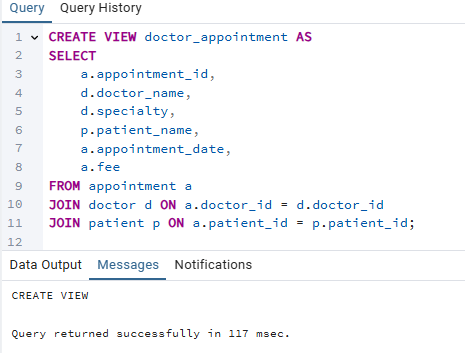 Query Query History
1 CREATE VIEW doctor_appointment AS
2 SELECT
3 a.appointment_id,
4 d.doctor_name,
5 d.specialty,
6 p.patient_name,
7 a.appointment_date,
8 a.fee
9 FROM appointment a
10 JOIN doctor d ON a.doctor_id = d.doctor_id
11 JOIN patient p ON a.patient_id = p.patient_id;
12
Data Output Messages Notifications
CREATE VIEW
Query returned successfully in 117 msec.